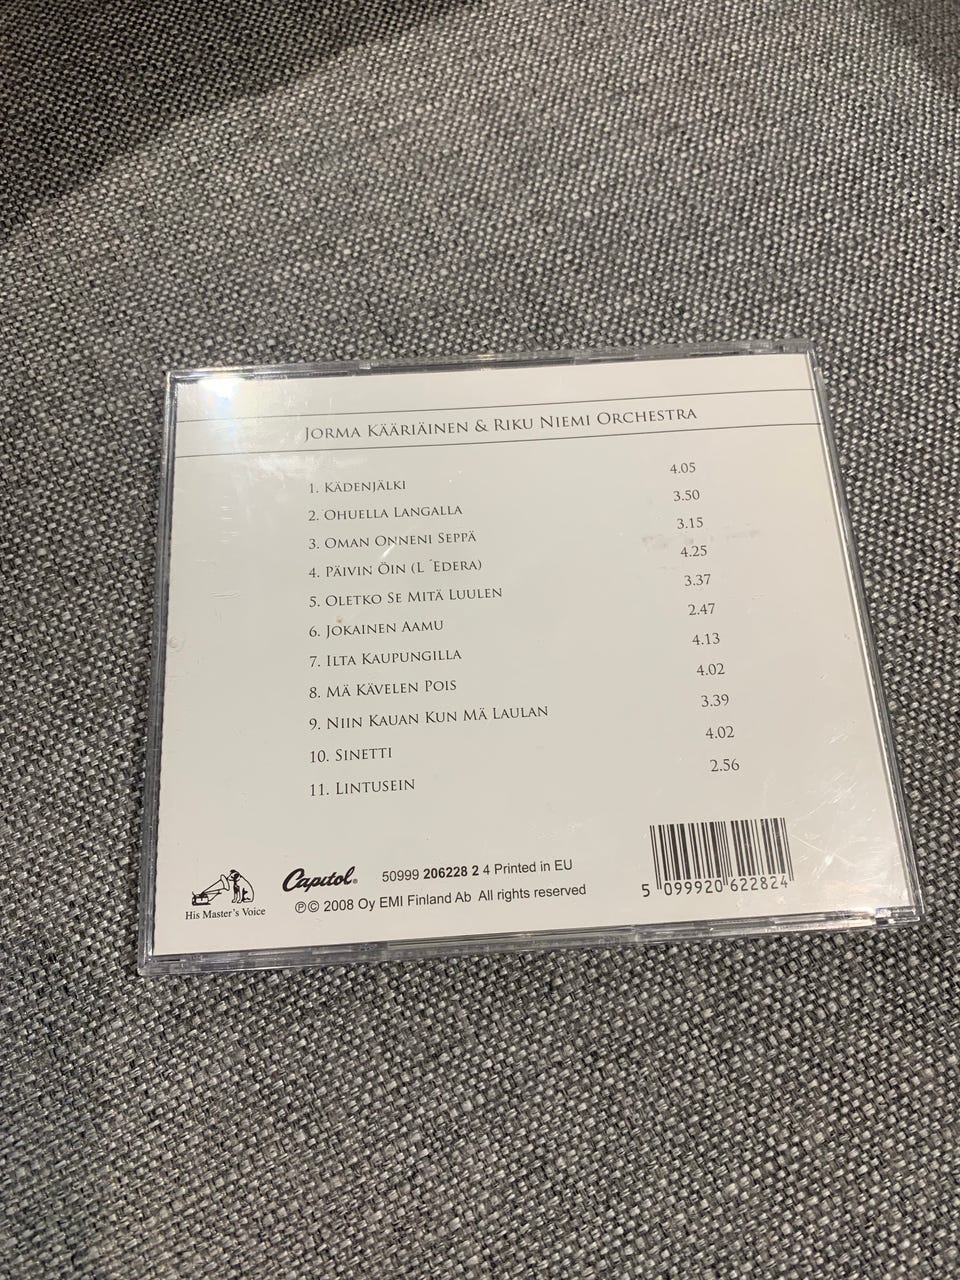 Jorma Kääriäinen & Riku Niemi Orchestra
1. Kädenjälki 4.05
2. Ohuella Langalla 3.50
3. Oman Onneni Seppä 3.15
4. Päivin Öin (L´Edera) 4.25
5. Oletko Se Mitä Luulen 3.37
6. Jokainen Aamu 2.47
7. Ilta Kaupungilla 4.13
8. Mä Kävelen Pois 4.02
9. Niin Kauan Kun Mä Laulan 3.39
10. Sinetti 4.02
11. Lintusein 2.56
His Master's Voice
Capitol®
50999 206228 2 4 Printed in EU
℗© 2008 Oy EMI Finland Ab All rights reserved
5 099920 622824